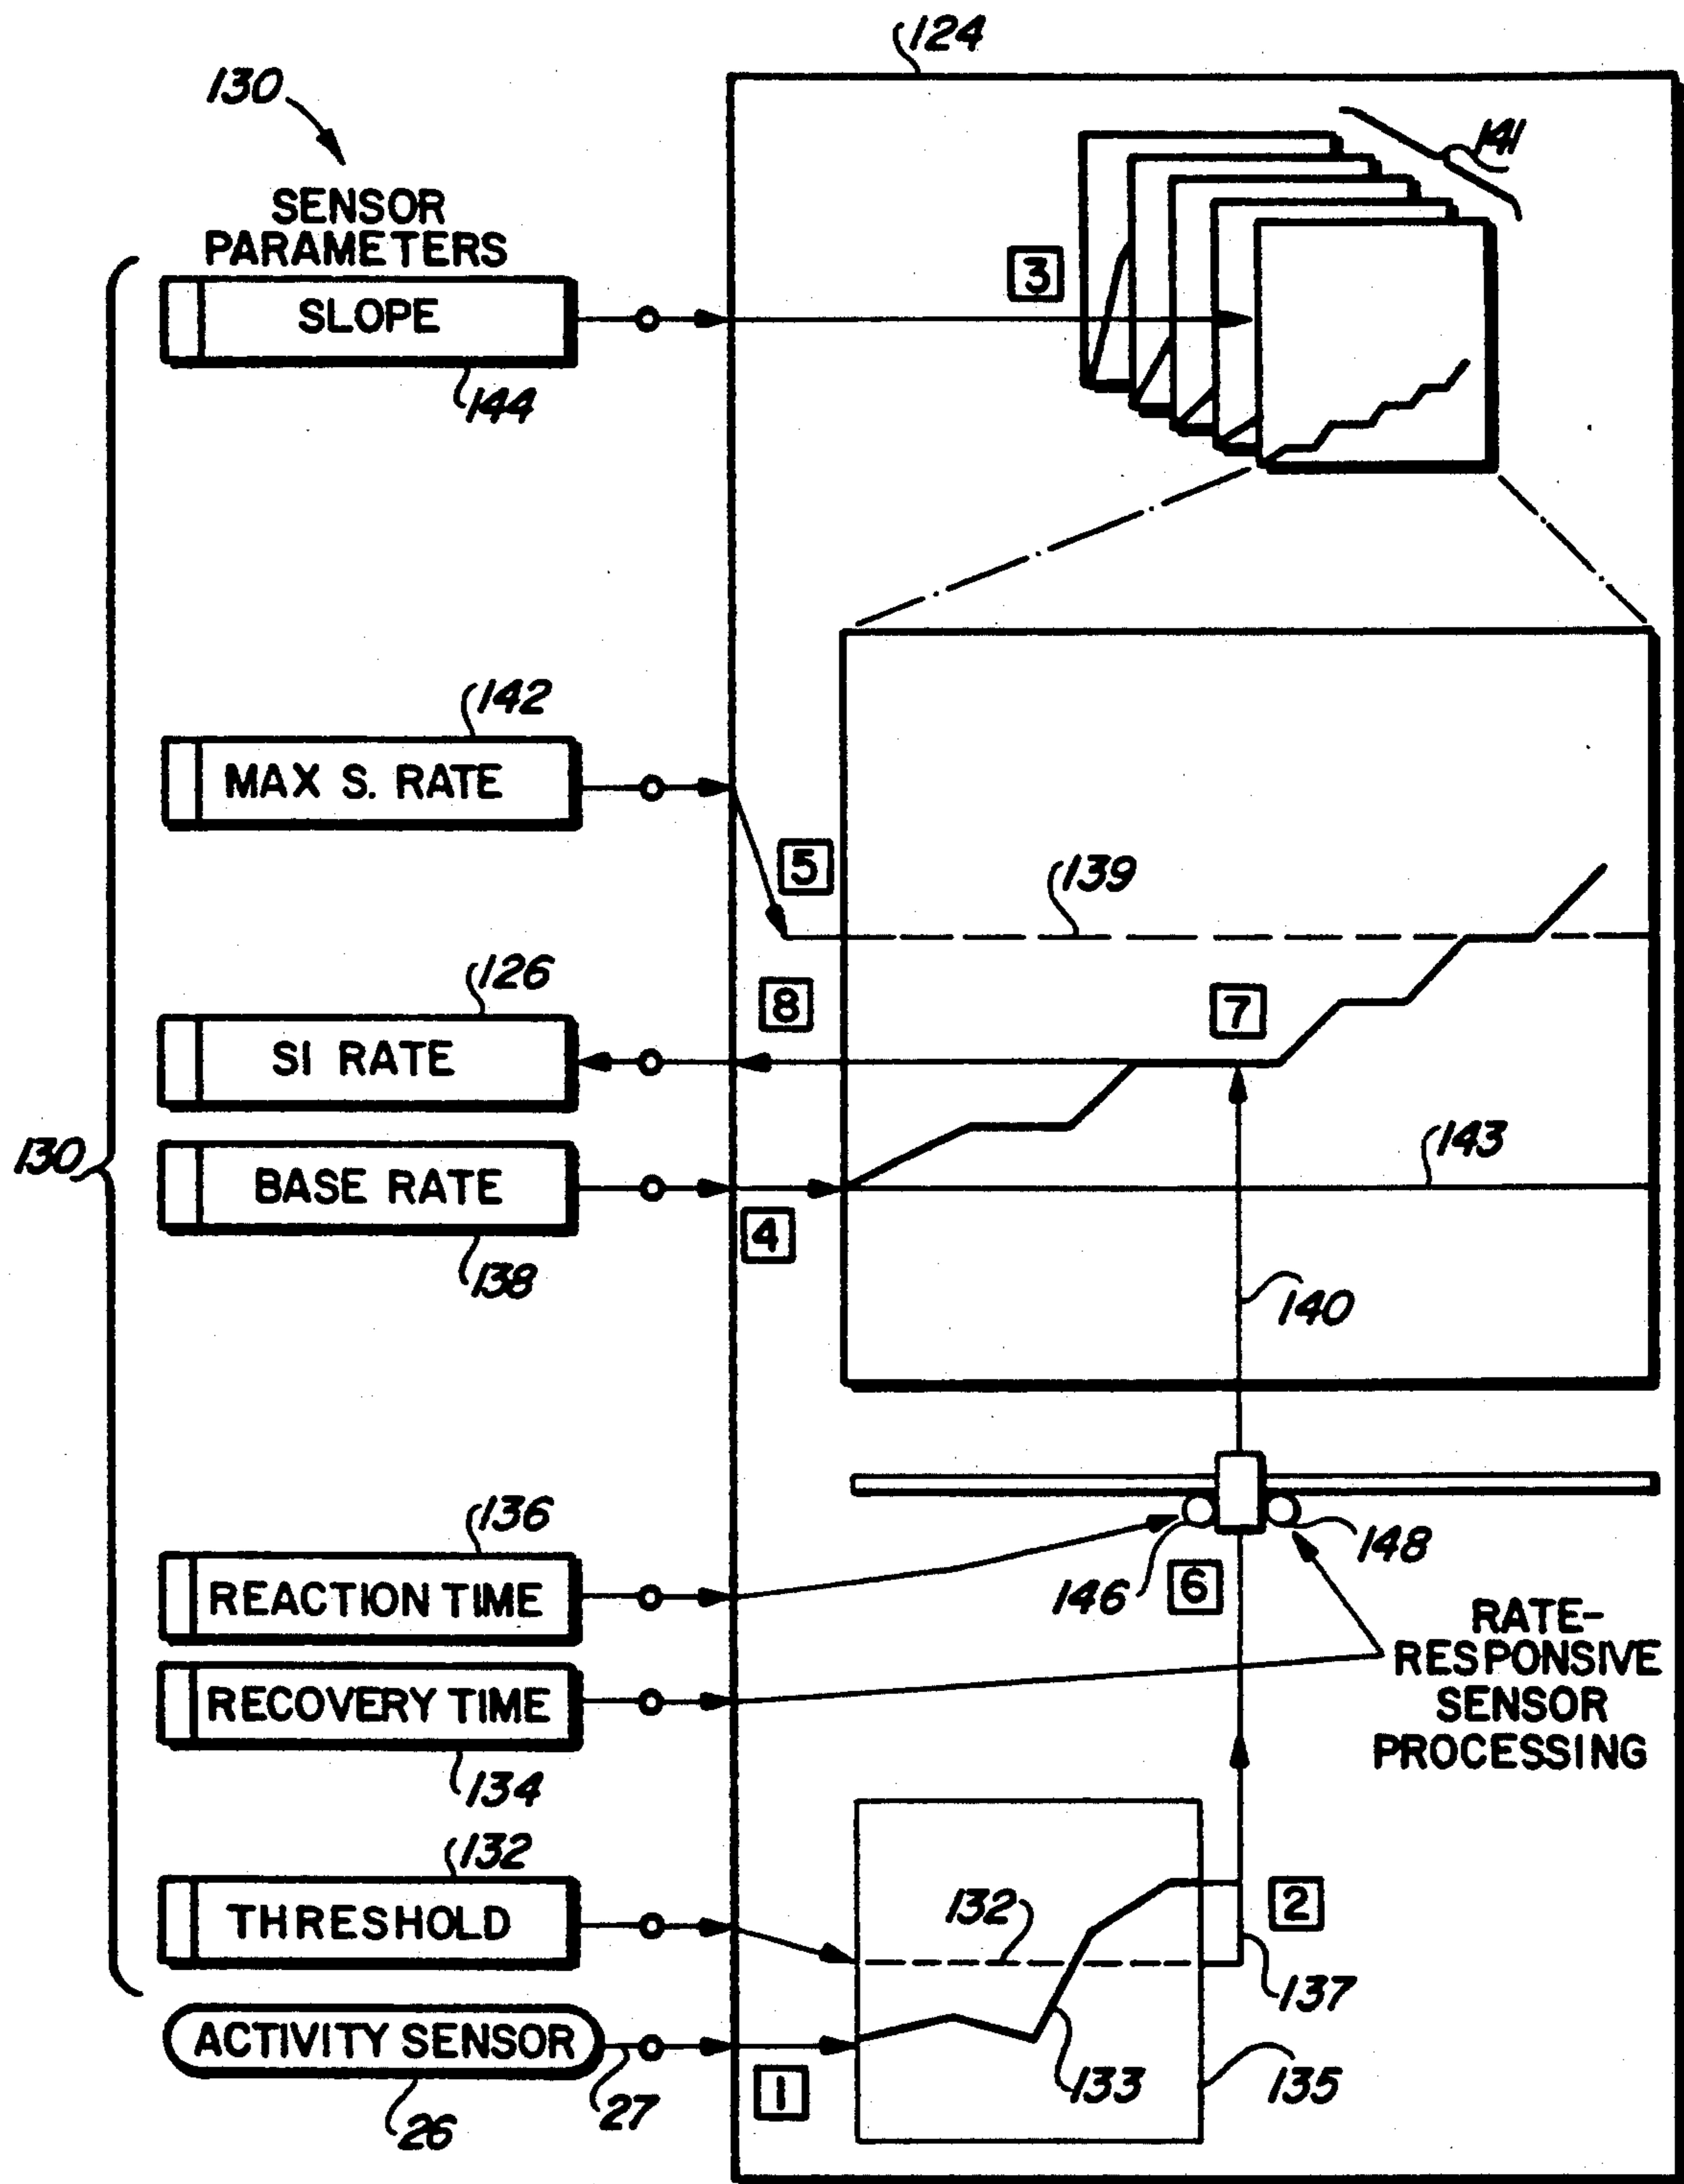 124
130
141
SENSOR
PARAMETERS
3
SLOPE
144
142
MAX S. RATE
5
139
126
8
7
SI RATE
130
BASE RATE
143
4
138
140
136
148
REACTION TIME
146
6
RATE-
RESPONSIVE
SENSOR
PROCESSING
RECOVERY TIME
134
132
THRESHOLD
132
2
137
ACTIVITY SENSOR
1
133
135
27
26